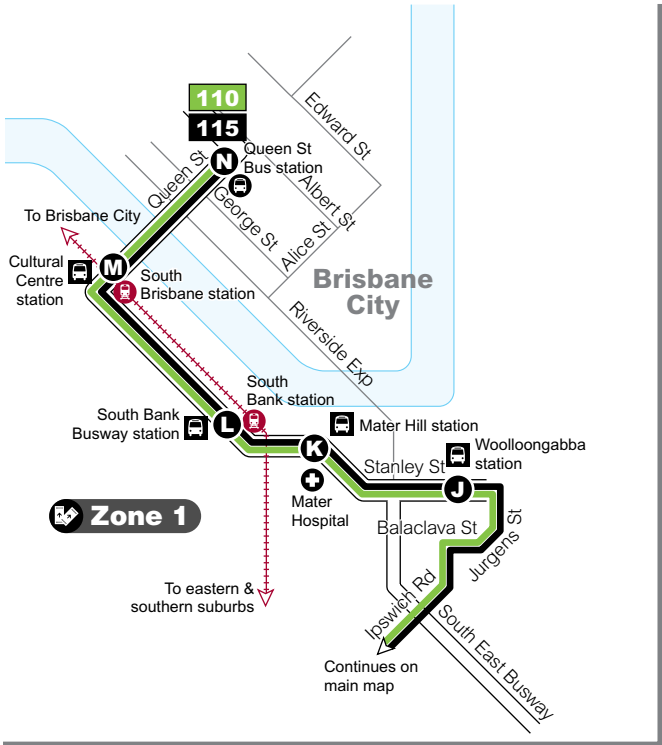 110
115
N
Queen St
Bus station
Queen St
Edward St
Albert St
George St
Alice St
To Brisbane City
M
Cultural
Centre
station
South
Brisbane station
Brisbane
City
Riverside Exp
South
Bank station
South Bank
Busway station
L
Mater Hill station
K
Woolloongabba
station
Stanley St
J
Mater
Hospital
Zone 1
Balaclava St
Jurgens St
To eastern &
southern suburbs
Ipswich Rd
South East Busway
Continues on
main map